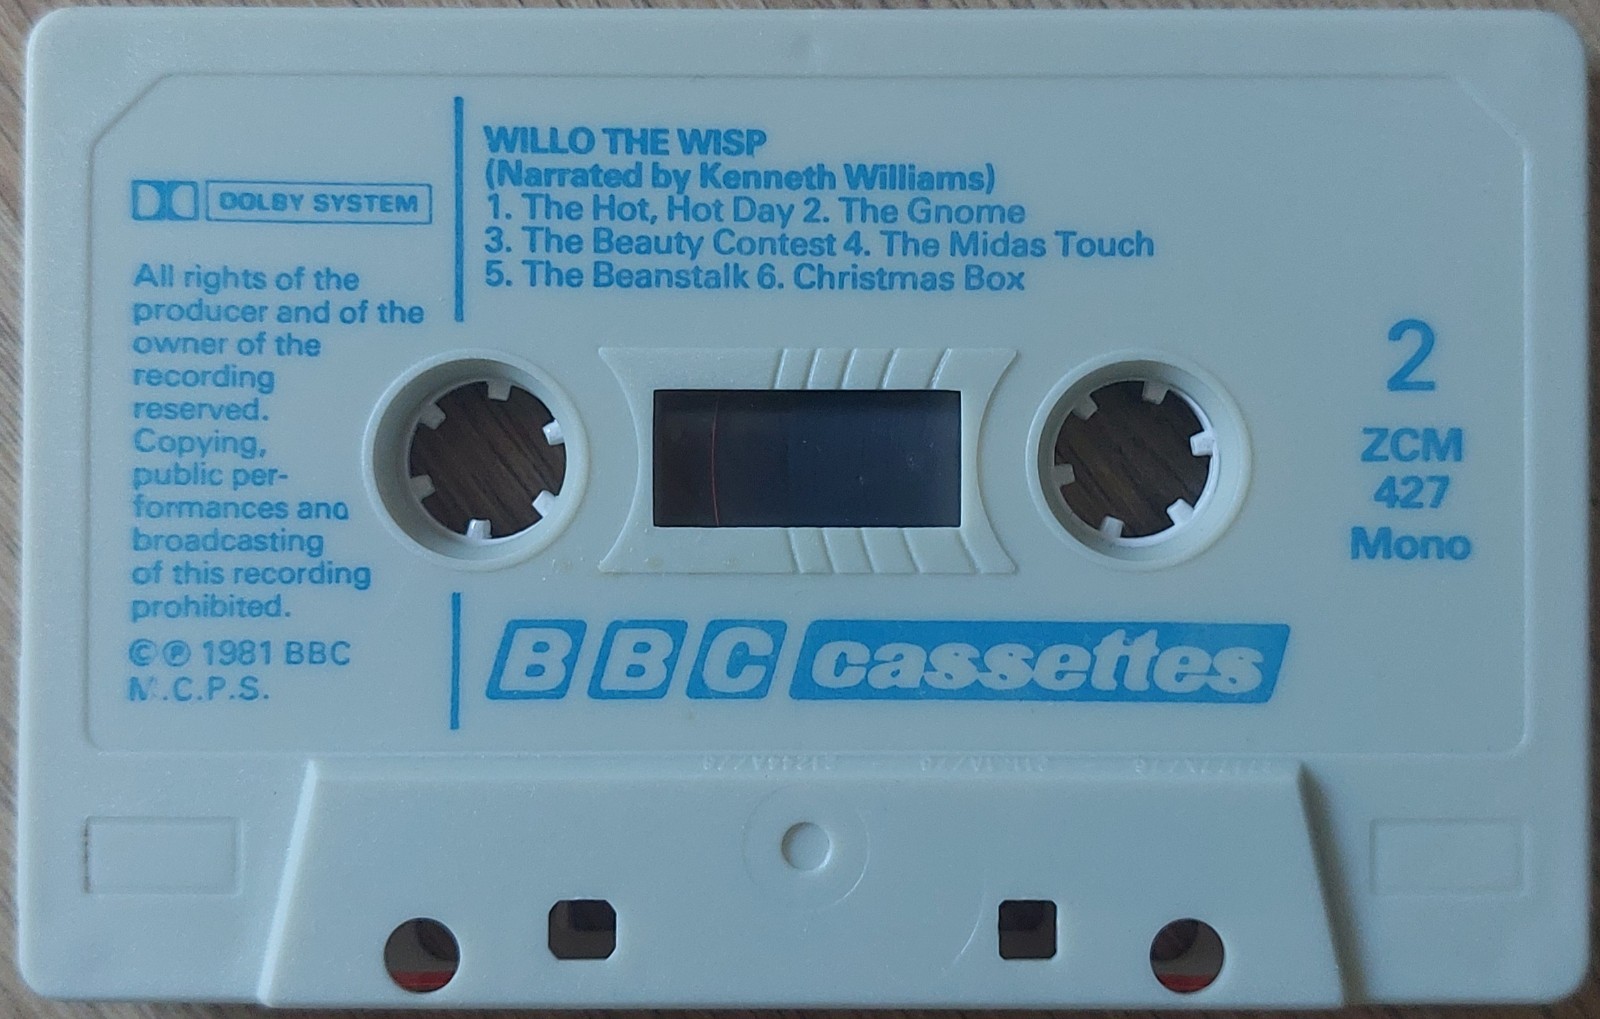 DOLBY SYSTEM
All rights of the
producer and of the
owner of the
recording
reserved.
Copying,
public per-
formances and
broadcasting
of this recording
prohibited.
©℗ 1981 BBC
M.C.P.S.
WILLO THE WISP
(Narrated by Kenneth Williams)
1. The Hot, Hot Day 2. The Gnome
3. The Beauty Contest 4. The Midas Touch
5. The Beanstalk 6. Christmas Box
2
ZCM
427
Mono
BBC cassettes